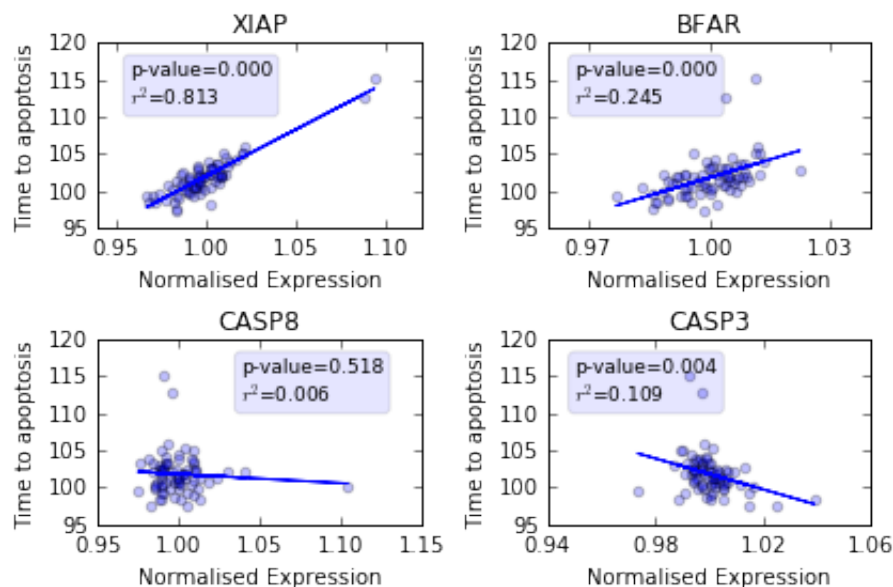 XIAP
120
115
110
105
100
95
p-value=0.000
r²=0.813
Time to apoptosis
0.95 1.00 1.05 1.10
Normalised Expression
BFAR
120
115
110
105
100
95
p-value=0.000
r²=0.245
Time to apoptosis
0.97 1.00 1.03
Normalised Expression
CASP8
120
115
110
105
100
95
p-value=0.518
r²=0.006
Time to apoptosis
0.95 1.00 1.05 1.10 1.15
Normalised Expression
CASP3
120
115
110
105
100
95
p-value=0.004
r²=0.109
Time to apoptosis
0.94 0.98 1.02 1.06
Normalised Expression